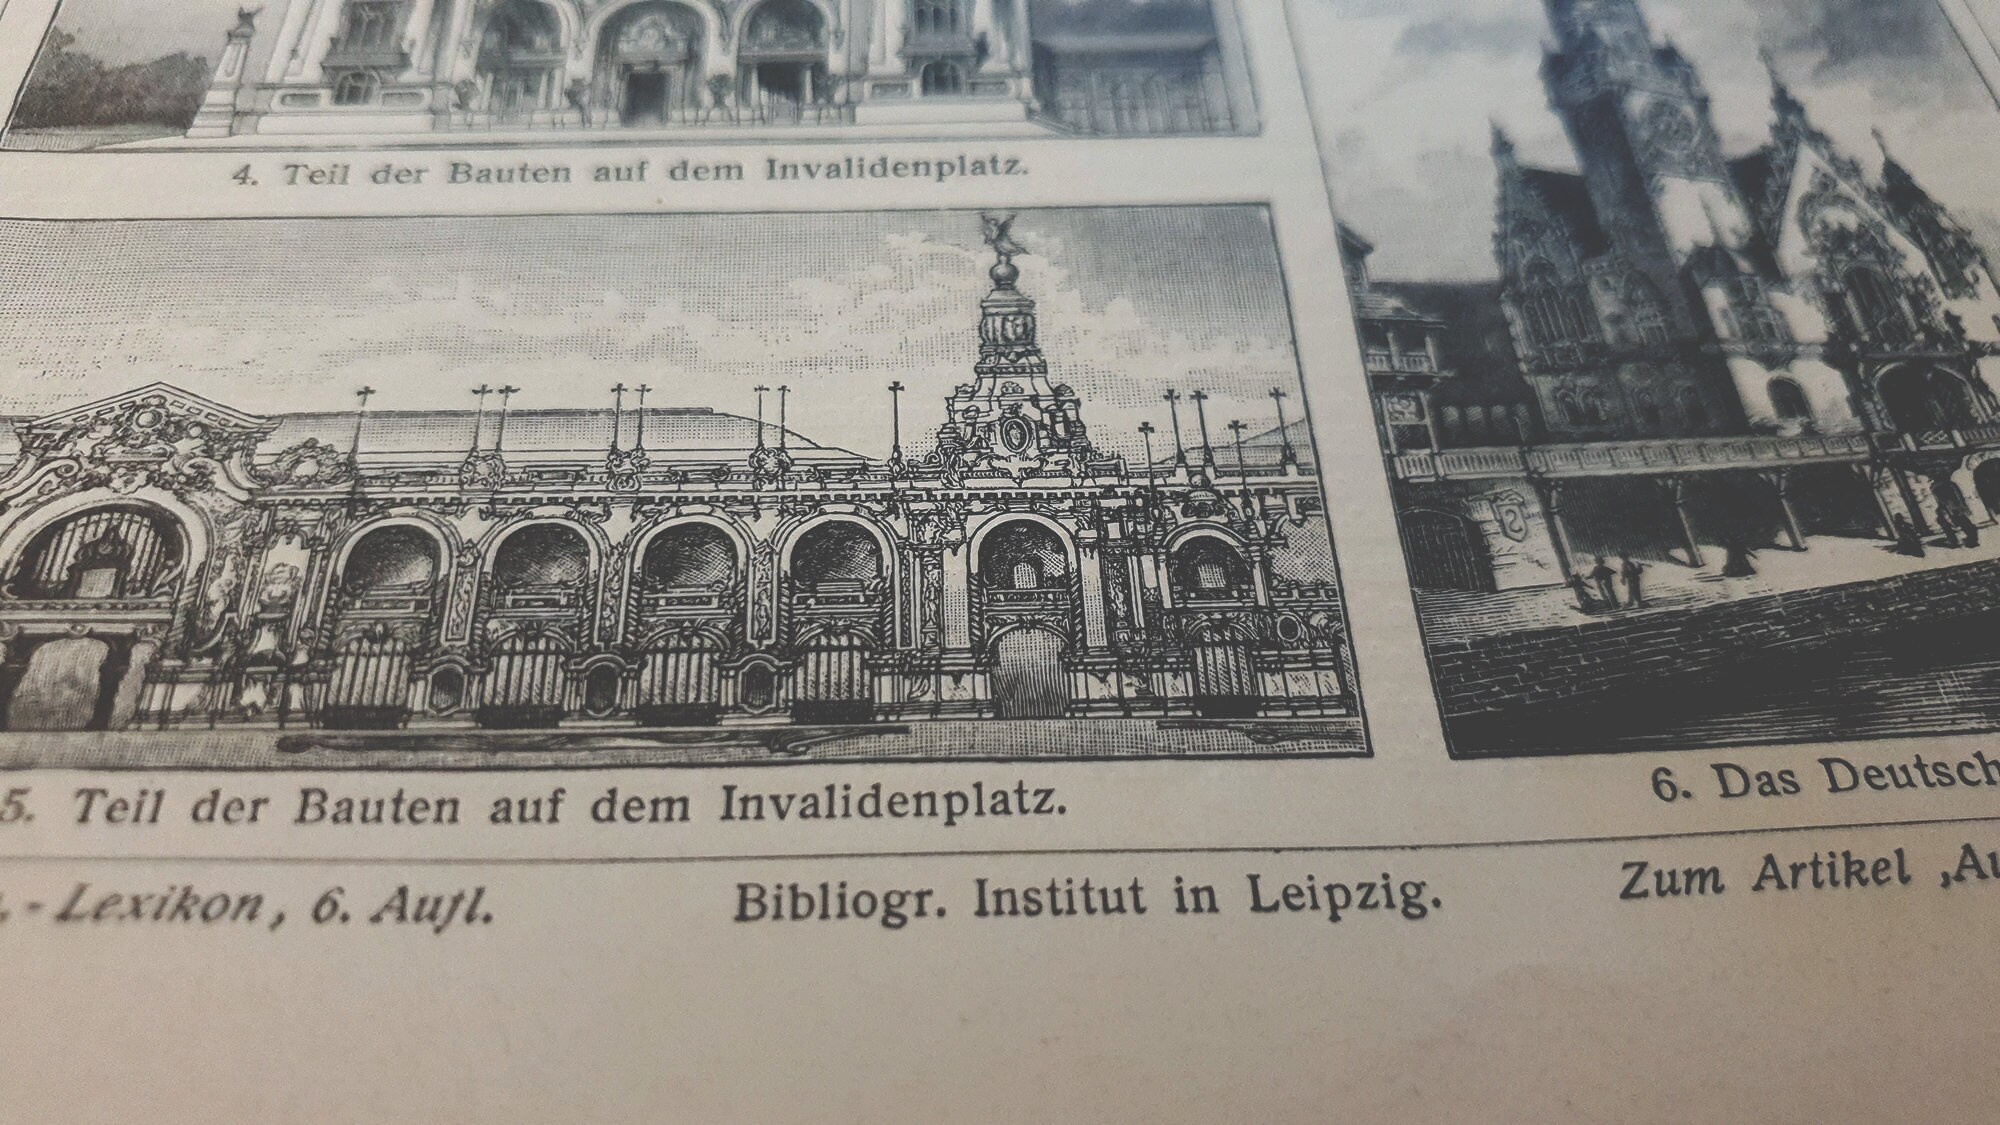 4. Teil der Bauten auf dem Invalidenplatz.
5. Teil der Bauten auf dem Invalidenplatz.
6. Das Deutsch
- Lexikon, 6. Aufl.
Bibliogr. Institut in Leipzig.
Zum Artikel ‚Au